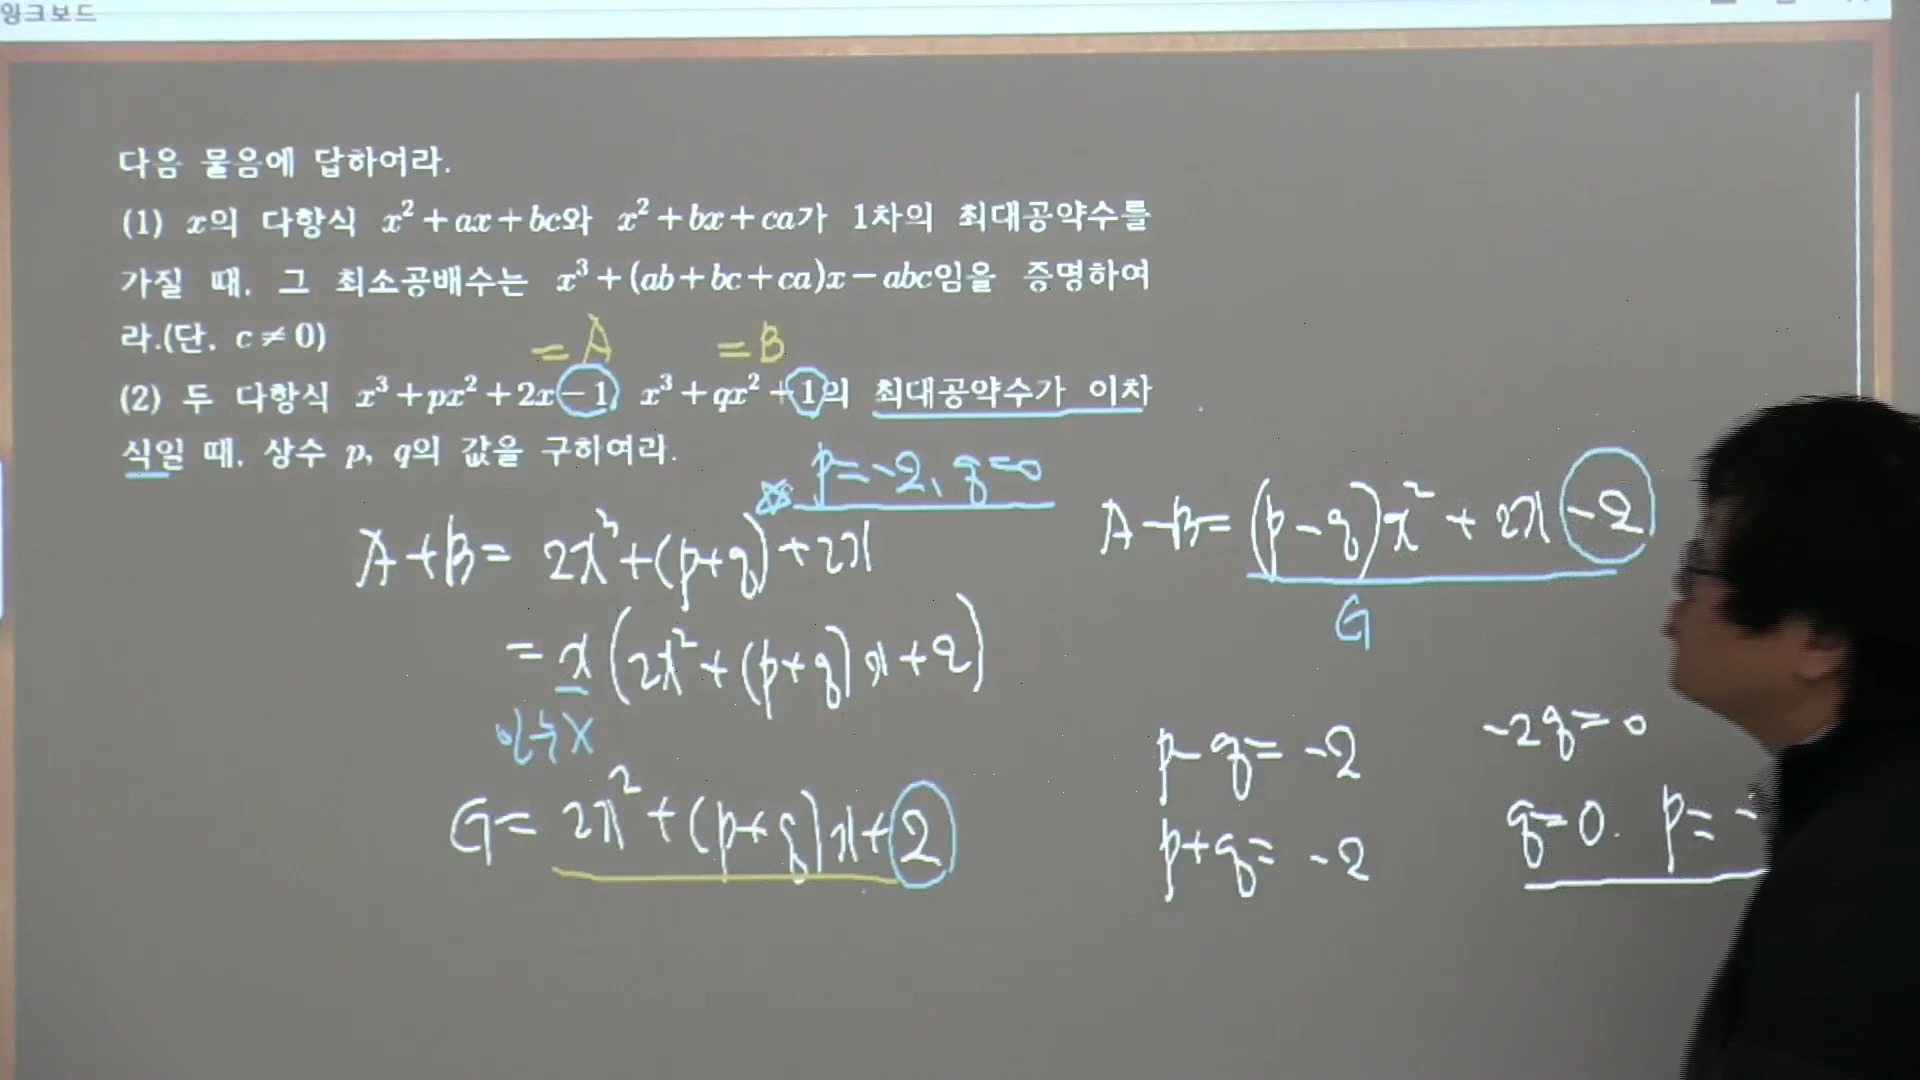 잉크보드
다음 물음에 답하여라.
(1) x의 다항식 x²+ax+bc와 x²+bx+ca가 1차의 최대공약수를
가질 때, 그 최소공배수는 x³+(ab+bc+ca)x−abc임을 증명하여
라.(단, c≠0)
=A =B
(2) 두 다항식 x³+px²+2x−1, x³+qx²+1의 최대공약수가 이차
식일 때, 상수 p, q의 값을 구하여라.
p=-2, q=0
A+B= 2x³+(p+q)+2x
=x(2x²+(p+q)x+2)
인수X
G= 2x²+(p+q)x+2
A-B= (p-q)x²+2x-2
G
p-q= -2
p+q= -2
-2q=0
q=0. p= -